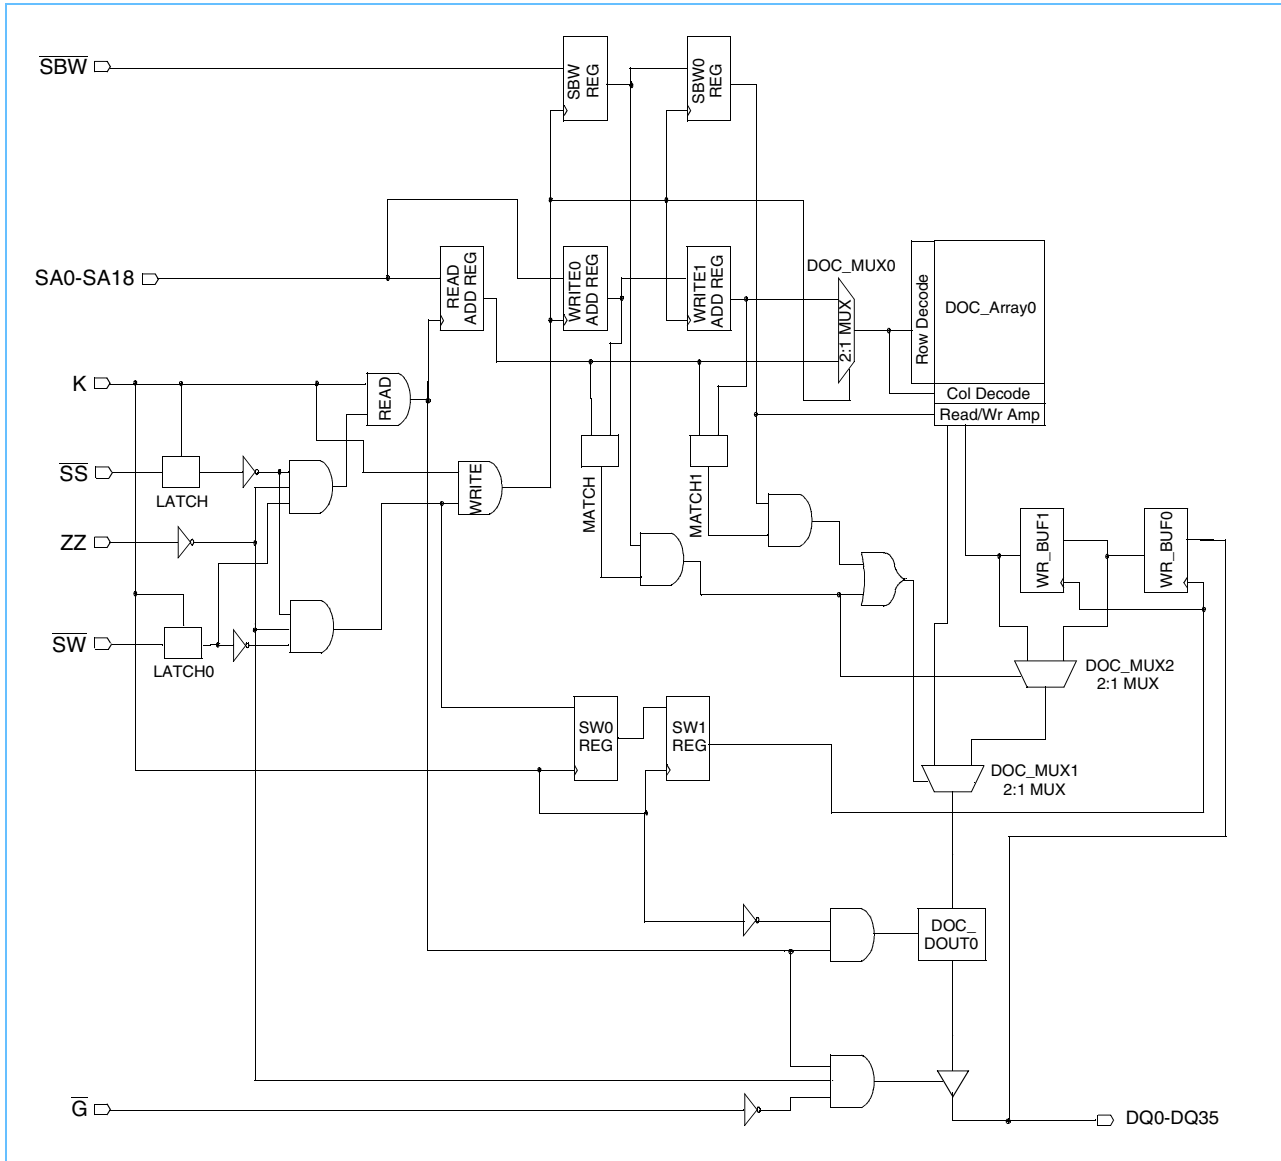 SBW
SBW
REG
SBW0
REG
SA0-SA18
READ
ADD REG
WRITE0
ADD REG
WRITE1
ADD REG
DOC_MUX0
2:1 MUX
Row Decode
DOC_Array0
Col Decode
Read/Wr Amp
K
READ
SS
LATCH
WRITE
MATCH
MATCH1
ZZ
WR_BUF1
WR_BUF0
SW
LATCH0
DOC_MUX2
2:1 MUX
SW0
REG
SW1
REG
DOC_MUX1
2:1 MUX
DOC_
DOUT0
G
DQ0-DQ35